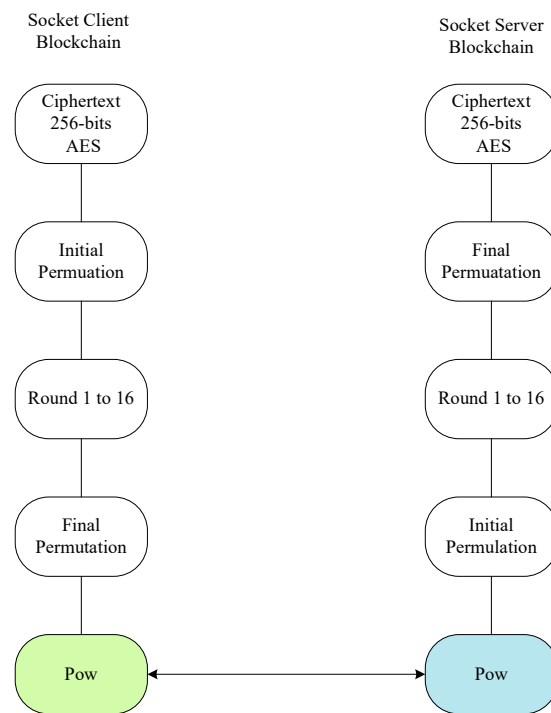 Socket Client
Blockchain
Ciphertext
256-bits
AES
Initial
Permuation
Round 1 to 16
Final
Permutation
Pow
Socket Server
Blockchain
Ciphertext
256-bits
AES
Final
Permuatation
Round 1 to 16
Initial
Permulation
Pow